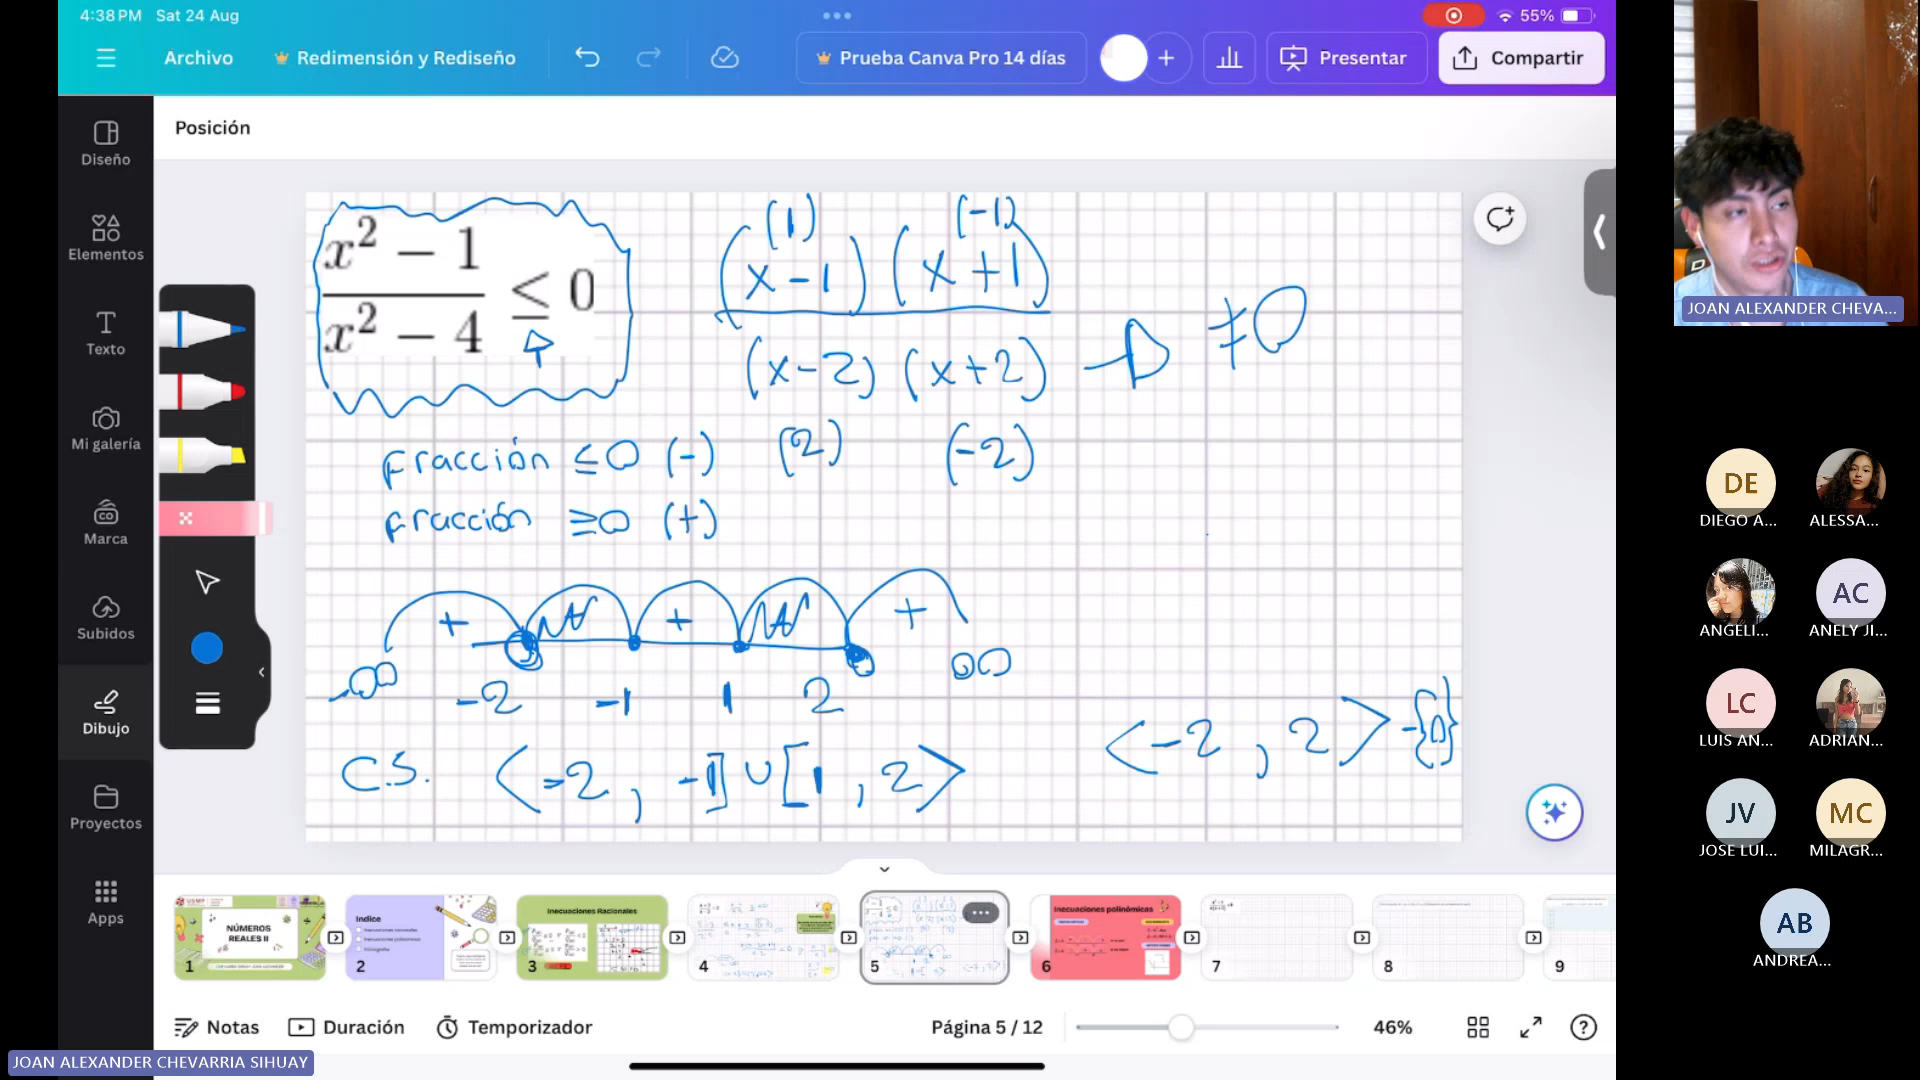 4:38 PM Sat 24 Aug
55%
Archivo
Redimensión y Rediseño
Prueba Canva Pro 14 días
Presentar
Compartir
Posición
Diseño
Elementos
Texto
Mi galería
Marca
Subidos
Dibujo
Proyectos
Apps
x² − 1
x² − 4
≤ 0
(1) (-1)
(x-1) (x+1)
(x-2) (x+2)
≠0
(2) (-2)
Fracción ≤0 (-)
Fracción ≥0 (+)
+ + +
-∞ -2 -1 1 2 ∞
C.S. <-2, -1] U [1, 2>
<-2, 2>
NÚMEROS
REALES II
1
Indice
2
Inecuaciones Racionales
3
4
5
Inecuaciones polinómicas
6
7
8
9
Notas
Duración
Temporizador
Página 5 / 12
46%
JOAN ALEXANDER CHEVARRIA SIHUAY
JOAN ALEXANDER CHEVA...
DE
DIEGO A...
ALESSA...
ANGELI...
AC
ANELY JI...
LC
LUIS AN...
ADRIAN...
JV
JOSE LUI...
MC
MILAGR...
AB
ANDREA...